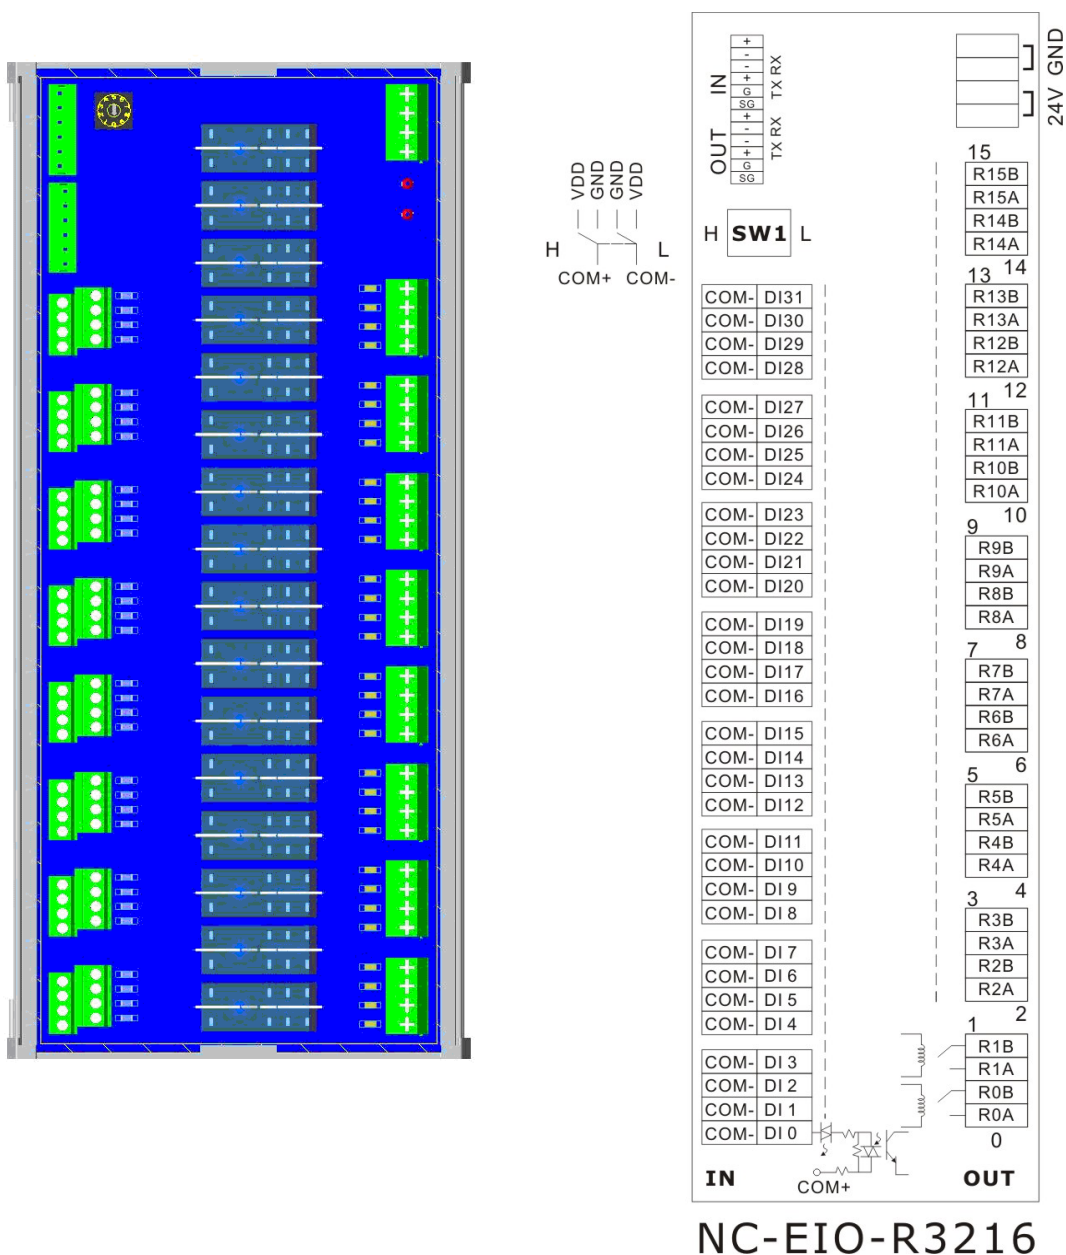 +
-
-
+
G
SG
IN
TX RX
+
-
-
+
G
SG
OUT
TX RX
24V GND
VDD
GND
GND
VDD
H
L
COM+ COM-
H SW1 L
15
R15B
R15A
R14B
R14A
14
13
R13B
R13A
R12B
R12A
12
11
R11B
R11A
R10B
R10A
10
9
R9B
R9A
R8B
R8A
8
7
R7B
R7A
R6B
R6A
6
5
R5B
R5A
R4B
R4A
4
3
R3B
R3A
R2B
R2A
2
1
R1B
R1A
R0B
R0A
0
COM- DI31
COM- DI30
COM- DI29
COM- DI28
COM- DI27
COM- DI26
COM- DI25
COM- DI24
COM- DI23
COM- DI22
COM- DI21
COM- DI20
COM- DI19
COM- DI18
COM- DI17
COM- DI16
COM- DI15
COM- DI14
COM- DI13
COM- DI12
COM- DI11
COM- DI10
COM- DI 9
COM- DI 8
COM- DI 7
COM- DI 6
COM- DI 5
COM- DI 4
COM- DI 3
COM- DI 2
COM- DI 1
COM- DI 0
COM+
IN
OUT
NC-EIO-R3216